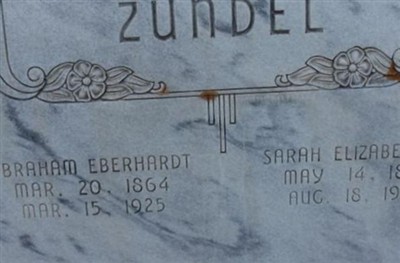 ZUNDEL
BRAHAM EBERHARDT
MAR. 20. 1864
MAR. 15. 1925
SARAH ELIZABE
MAY 14. 18
AUG. 18. 19